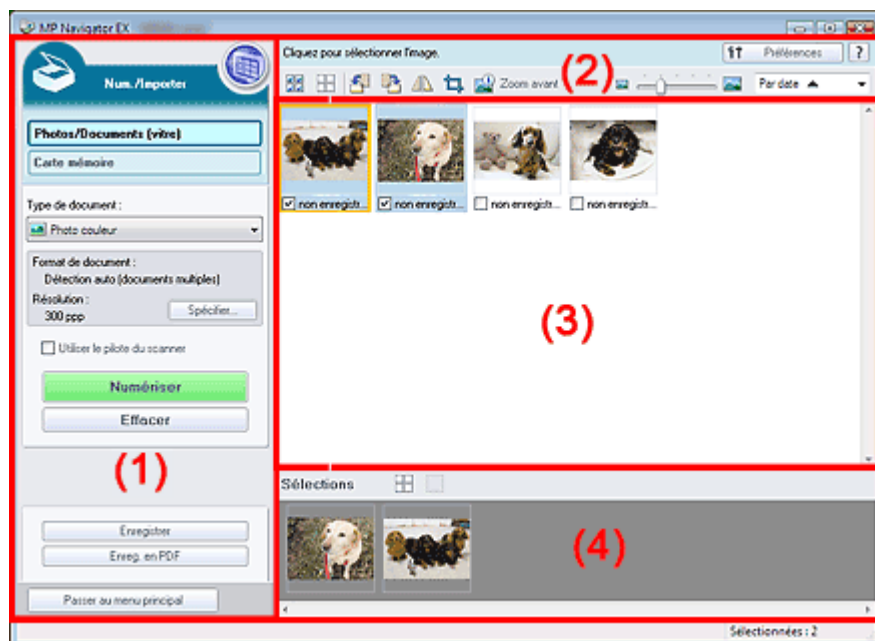 MP Navigator EX
Num./Importer
Photos/Documents (vitre)
Carte mémoire
Type de document :
Photo couleur
Format de document :
Détection auto (documents multiples)
Résolution :
300 ppp
Spécifier...
Utiliser le pilote du scanner
Numériser
Effacer
(1)
Enregistrer
Enreg. en PDF
Passer au menu principal
Cliquez pour sélectionner l'image.
Préférences
?
Zoom avant
(2)
Par date
non enregistr...
non enregistr...
non enregistr...
non enregistr...
(3)
Sélections
(4)
Sélectionnées : 2